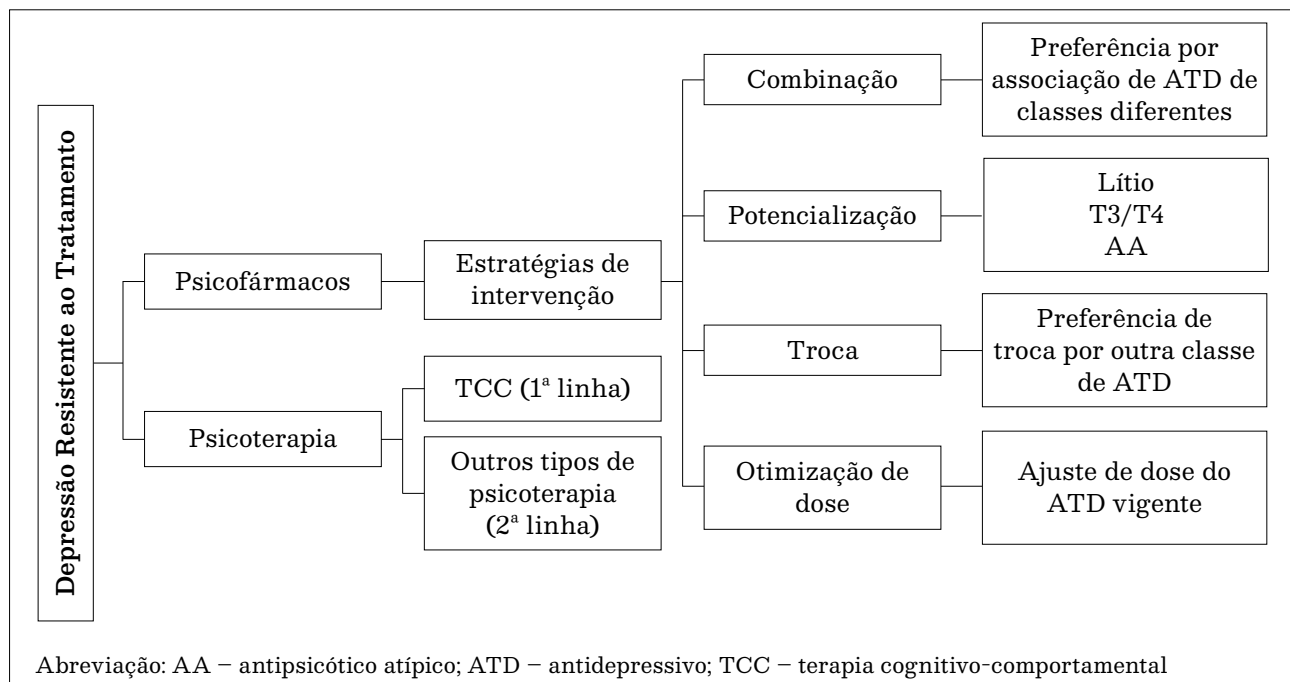 Depressão Resistente ao Tratamento
Psicofármacos
Psicoterapia
Estratégias de
intervenção
TCC (1ª linha)
Outros tipos de
psicoterapia
(2ª linha)
Combinação
Preferência por
associação de ATD de
classes diferentes
Potencialização
Lítio
T3/T4
AA
Troca
Preferência de
troca por outra classe
de ATD
Otimização de
dose
Ajuste de dose do
ATD vigente
Abreviação: AA – antipsicótico atípico; ATD – antidepressivo; TCC – terapia cognitivo-comportamental